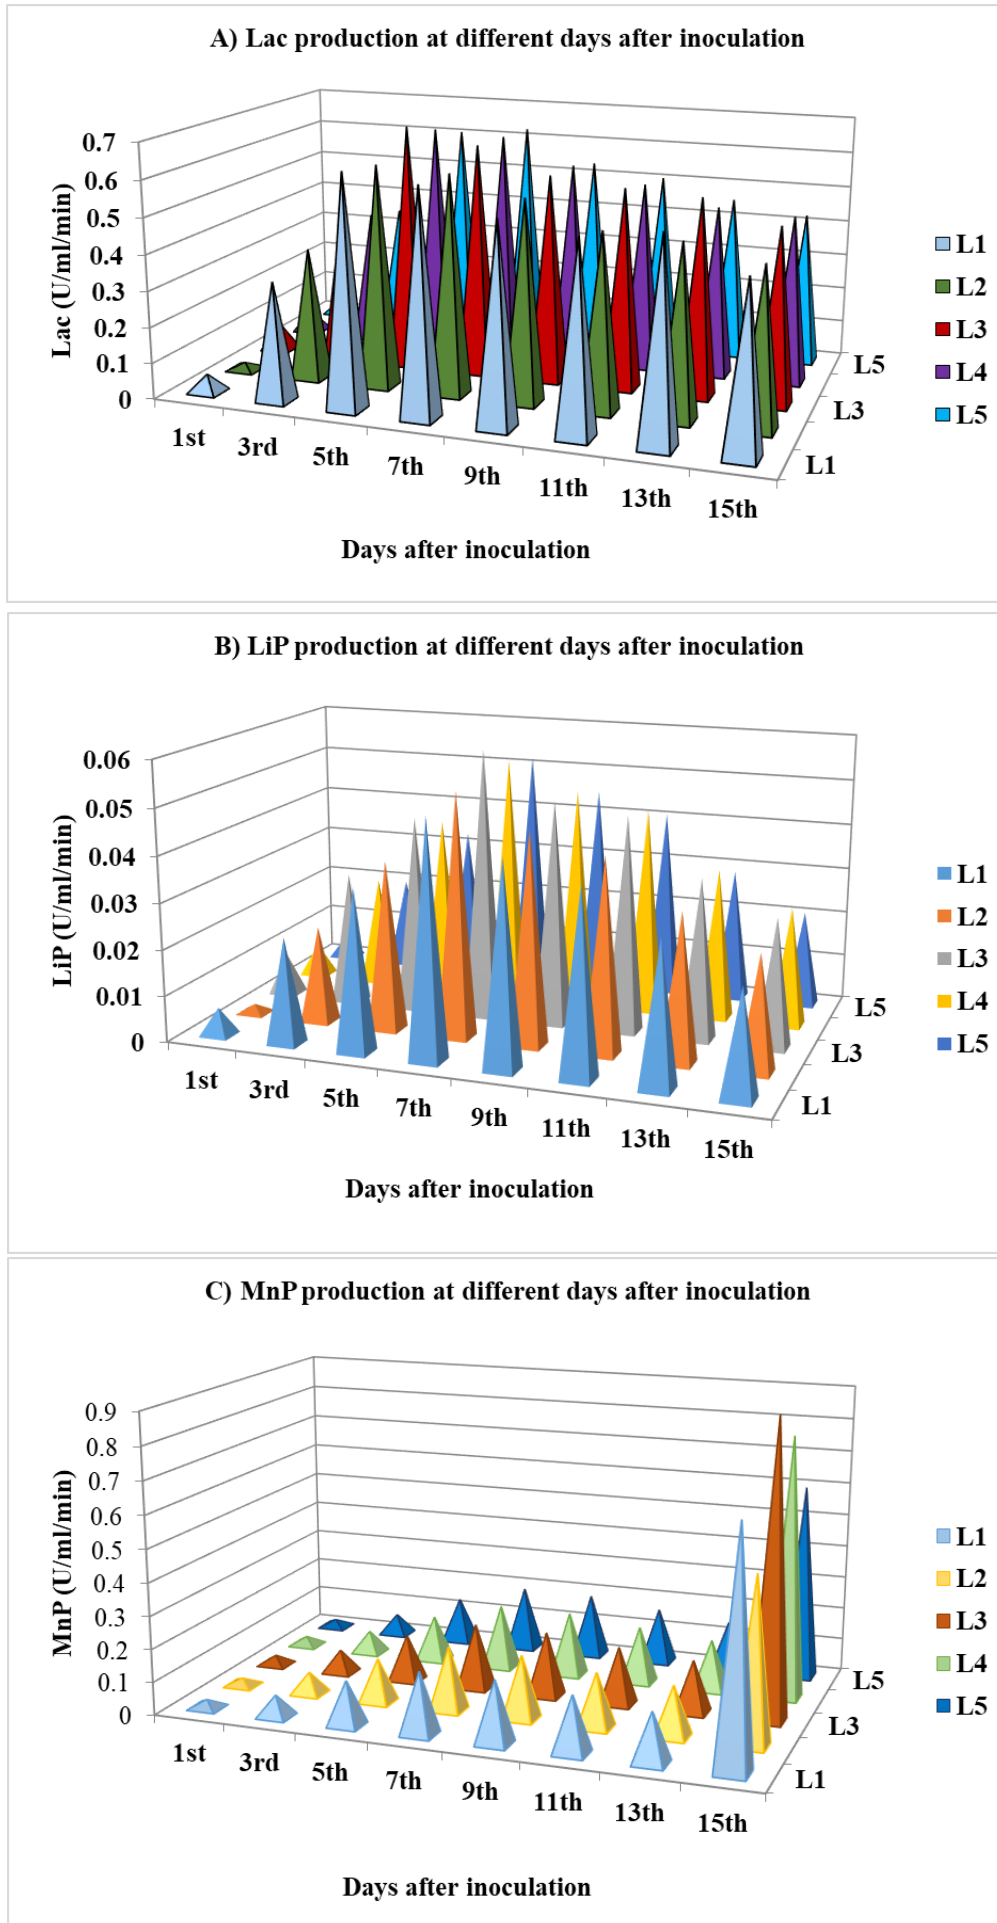 A) Lac production at different days after inoculation
Lac (U/ml/min)
0.7
0.6
0.5
0.4
0.3
0.2
0.1
0
1st
3rd
5th
7th
9th
11th
13th
15th
L1
L3
L5
Days after inoculation
L1
L2
L3
L4
L5
B) LiP production at different days after inoculation
LiP (U/ml/min)
0.06
0.05
0.04
0.03
0.02
0.01
0
1st
3rd
5th
7th
9th
11th
13th
15th
L1
L3
L5
Days after inoculation
L1
L2
L3
L4
L5
C) MnP production at different days after inoculation
MnP (U/ml/min)
0.9
0.8
0.7
0.6
0.5
0.4
0.3
0.2
0.1
0
1st
3rd
5th
7th
9th
11th
13th
15th
L1
L3
L5
Days after inoculation
L1
L2
L3
L4
L5